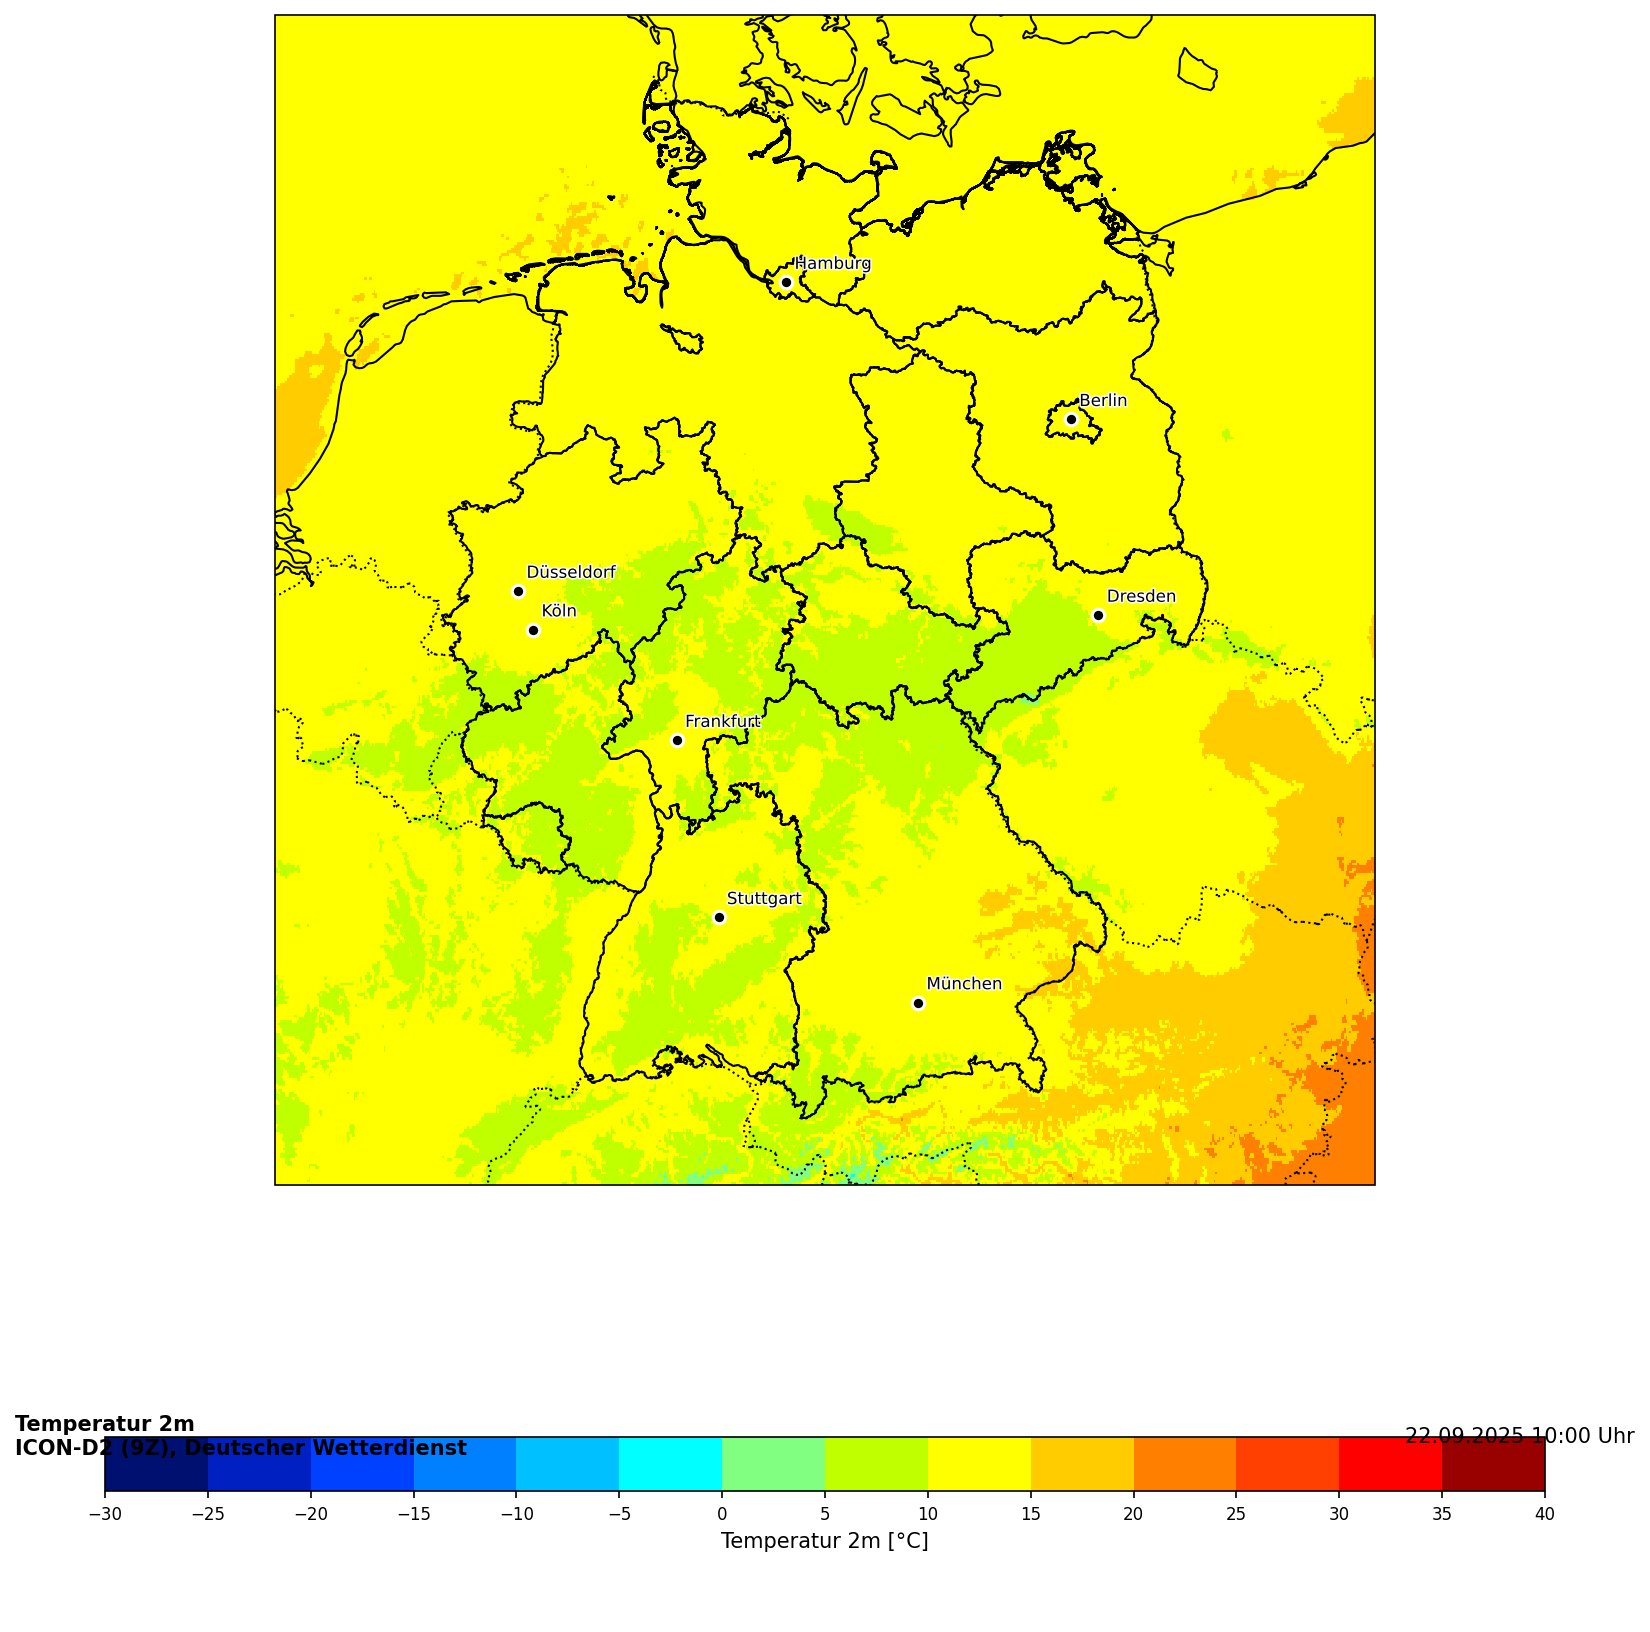 Hamburg
Berlin
Düsseldorf
Köln
Dresden
Frankfurt
Stuttgart
München
Temperatur 2m
ICON-D2 (9Z), Deutscher Wetterdienst
22.09.2025 10:00 Uhr
−30 −25 −20 −15 −10 −5 0 5 10 15 20 25 30 35 40
Temperatur 2m [°C]